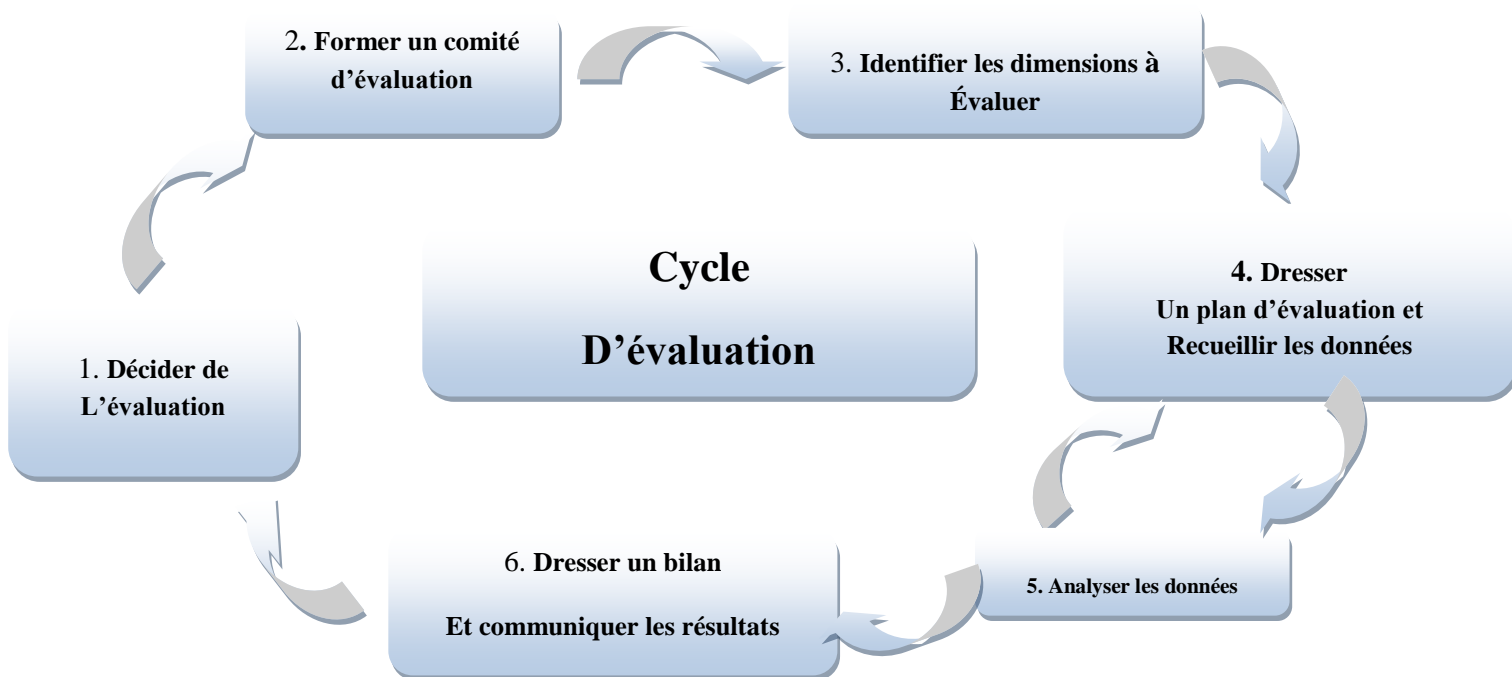 2. Former un comité
d’évaluation
3. Identifier les dimensions à
Évaluer
Cycle
D’évaluation
4. Dresser
Un plan d’évaluation et
Recueillir les données
1. Décider de
L’évaluation
6. Dresser un bilan
Et communiquer les résultats
5. Analyser les données